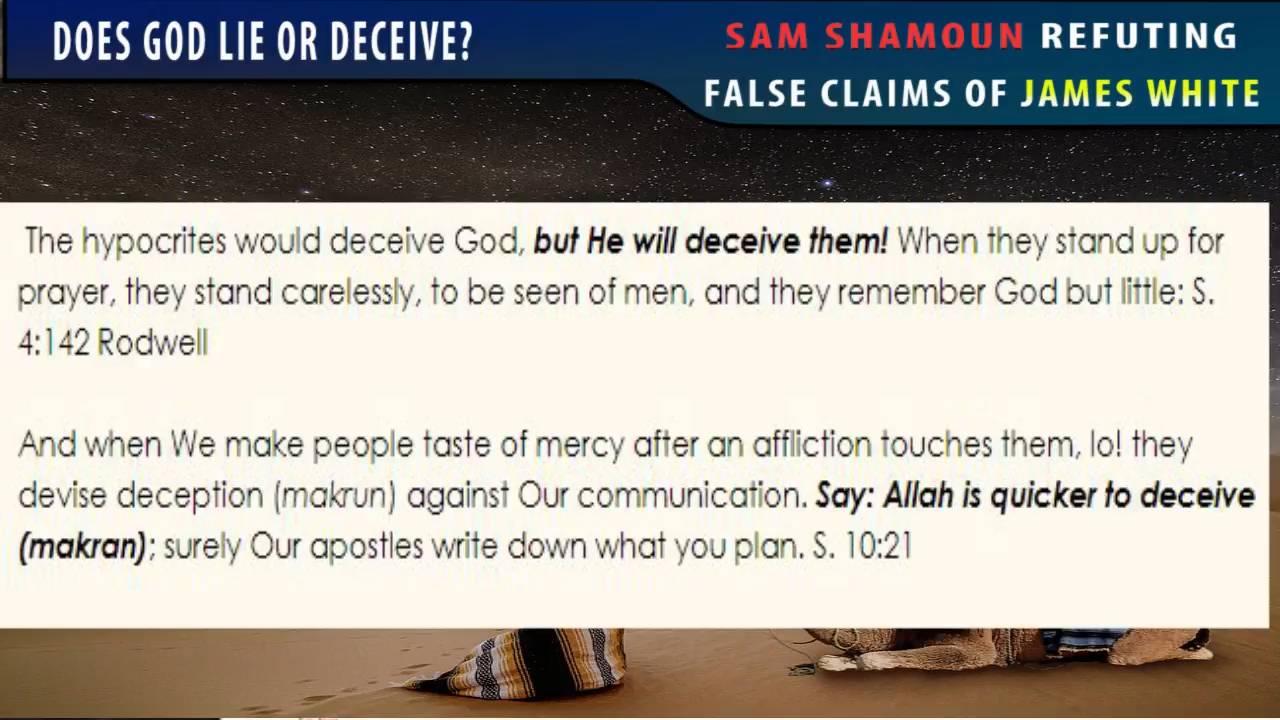 DOES GOD LIE OR DECEIVE?
SAM SHAMOUN REFUTING
FALSE CLAIMS OF JAMES WHITE
The hypocrites would deceive God, but He will deceive them! When they stand up for
prayer, they stand carelessly, to be seen of men, and they remember God but little: S.
4:142 Rodwell
And when We make people taste of mercy after an affliction touches them, lo! they
devise deception (makrun) against Our communication. Say: Allah is quicker to deceive
(makran); surely Our apostles write down what you plan. S. 10:21